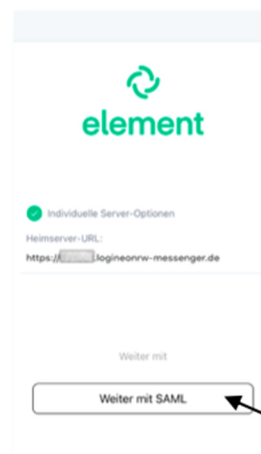 element
Individuelle Server-Optionen
Heimserver-URL:
https:// .logineonrw-messenger.de
Weiter mit
Weiter mit SAML